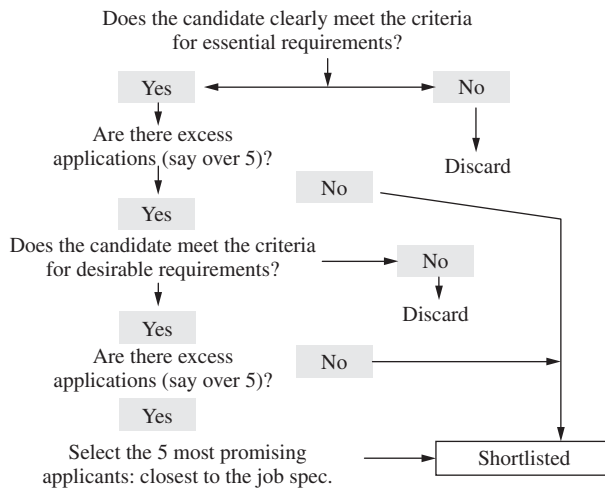 Does the candidate clearly meet the criteria
for essential requirements?
Yes
No
Are there excess
applications (say over 5)?
Discard
No
Yes
Does the candidate meet the criteria
for desirable requirements?
No
Discard
Yes
Are there excess
applications (say over 5)?
No
Yes
Select the 5 most promising
applicants: closest to the job spec.
Shortlisted